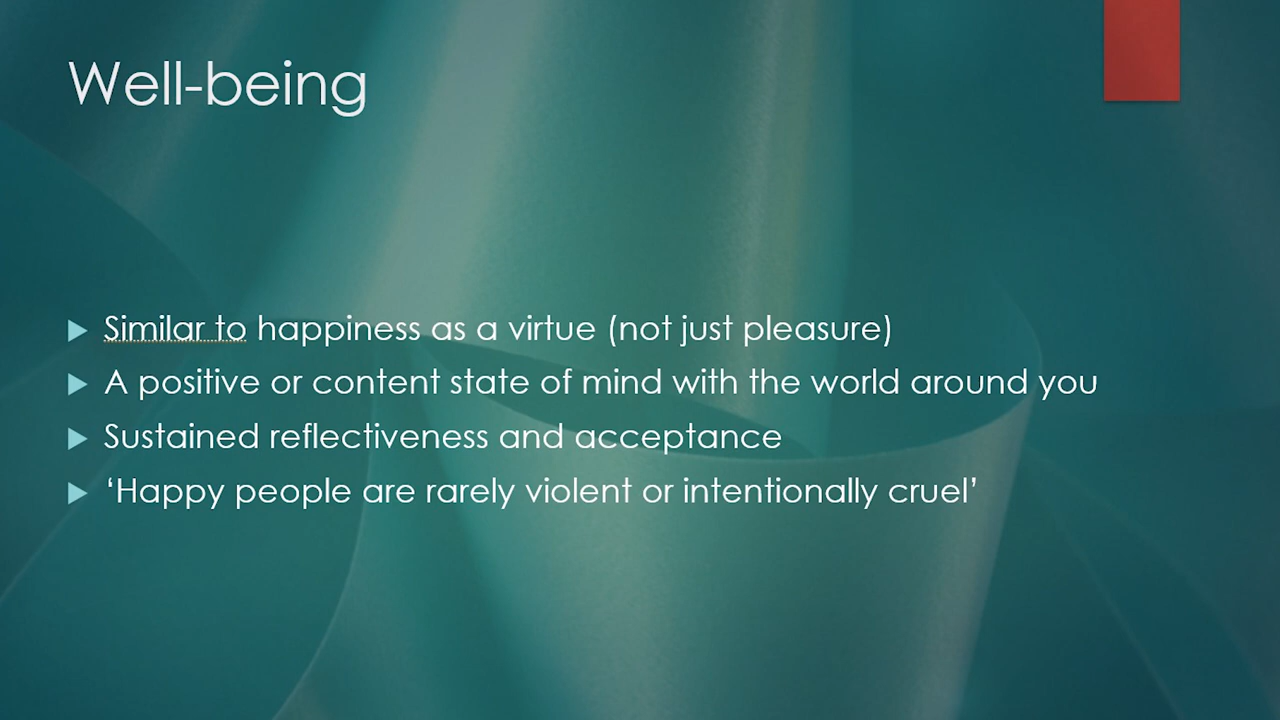 Well-being
Similar to happiness as a virtue (not just pleasure)
A positive or content state of mind with the world around you
Sustained reflectiveness and acceptance
‘Happy people are rarely violent or intentionally cruel’